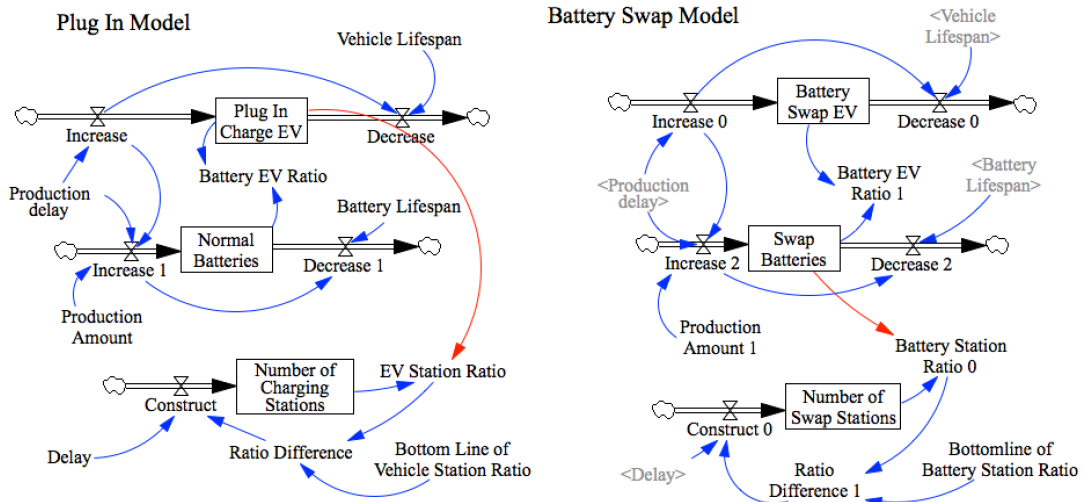 Plug In Model
Vehicle Lifespan
Plug In
Charge EV
Increase
Decrease
Battery EV Ratio
Production
delay
Battery Lifespan
Normal
Batteries
Increase 1
Decrease 1
Production
Amount
Number of
Charging
Stations
EV Station Ratio
Construct
Delay
Ratio Difference
Bottom Line of
Vehicle Station Ratio
Battery Swap Model
<Vehicle
Lifespan>
Battery
Swap EV
Increase 0
Decrease 0
<Production
delay>
Battery EV
Ratio 1
<Battery
Lifespan>
Swap
Batteries
Increase 2
Decrease 2
Production
Amount 1
Battery Station
Ratio 0
Number of
Swap Stations
Construct 0
<Delay>
Ratio
Difference 1
Bottomline of
Battery Station Ratio